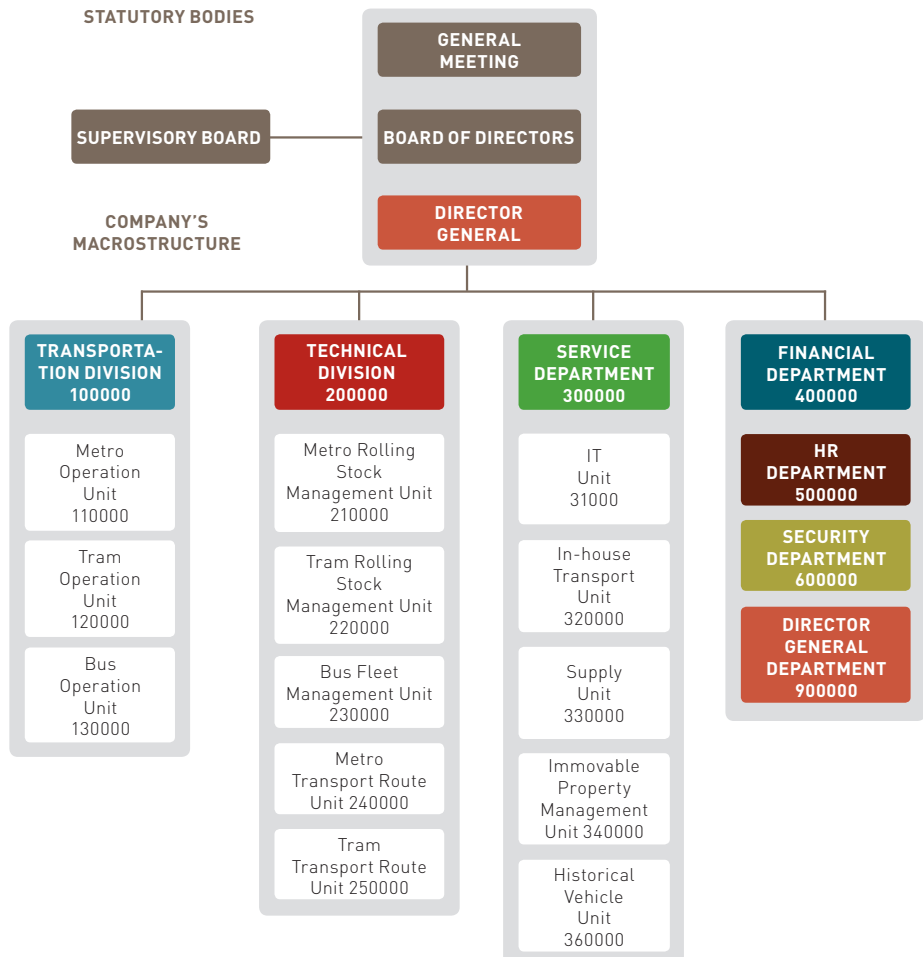 STATUTORY BODIES
GENERAL
MEETING
SUPERVISORY BOARD
BOARD OF DIRECTORS
COMPANY'S
MACROSTRUCTURE
DIRECTOR
GENERAL
TRANSPORTA-
TION DIVISION
100000
Metro
Operation
Unit
110000
Tram
Operation
Unit
120000
Bus
Operation
Unit
130000
TECHNICAL
DIVISION
200000
Metro Rolling
Stock
Management Unit
210000
Tram Rolling
Stock
Management Unit
220000
Bus Fleet
Management Unit
230000
Metro
Transport Route
Unit 240000
Tram
Transport Route
Unit 250000
SERVICE
DEPARTMENT
300000
IT
Unit
31000
In-house
Transport
Unit
320000
Supply
Unit
330000
Immovable
Property
Management
Unit 340000
Historical
Vehicle
Unit
360000
FINANCIAL
DEPARTMENT
400000
HR
DEPARTMENT
500000
SECURITY
DEPARTMENT
600000
DIRECTOR
GENERAL
DEPARTMENT
900000